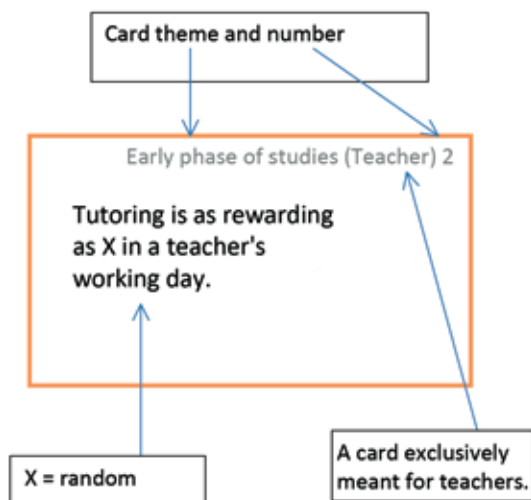 Card theme and number
Early phase of studies (Teacher) 2
Tutoring is as rewarding
as X in a teacher's
working day.
X = random
A card exclusively
meant for teachers.